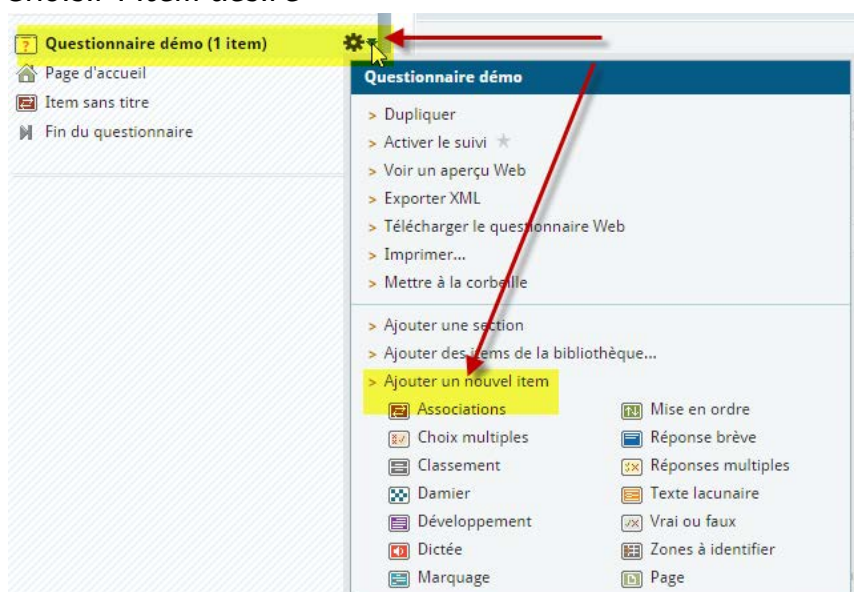 Questionnaire démo (1 item)
Page d'accueil
Item sans titre
Fin du questionnaire
Questionnaire démo
> Dupliquer
> Activer le suivi
> Voir un aperçu Web
> Exporter XML
> Télécharger le questionnaire Web
> Imprimer...
> Mettre à la corbeille
> Ajouter une section
> Ajouter des items de la bibliothèque...
> Ajouter un nouvel item
Associations
Mise en ordre
Choix multiples
Réponse brève
Classement
Réponses multiples
Damier
Texte lacunaire
Développement
Vrai ou faux
Dictée
Zones à identifier
Marquage
Page